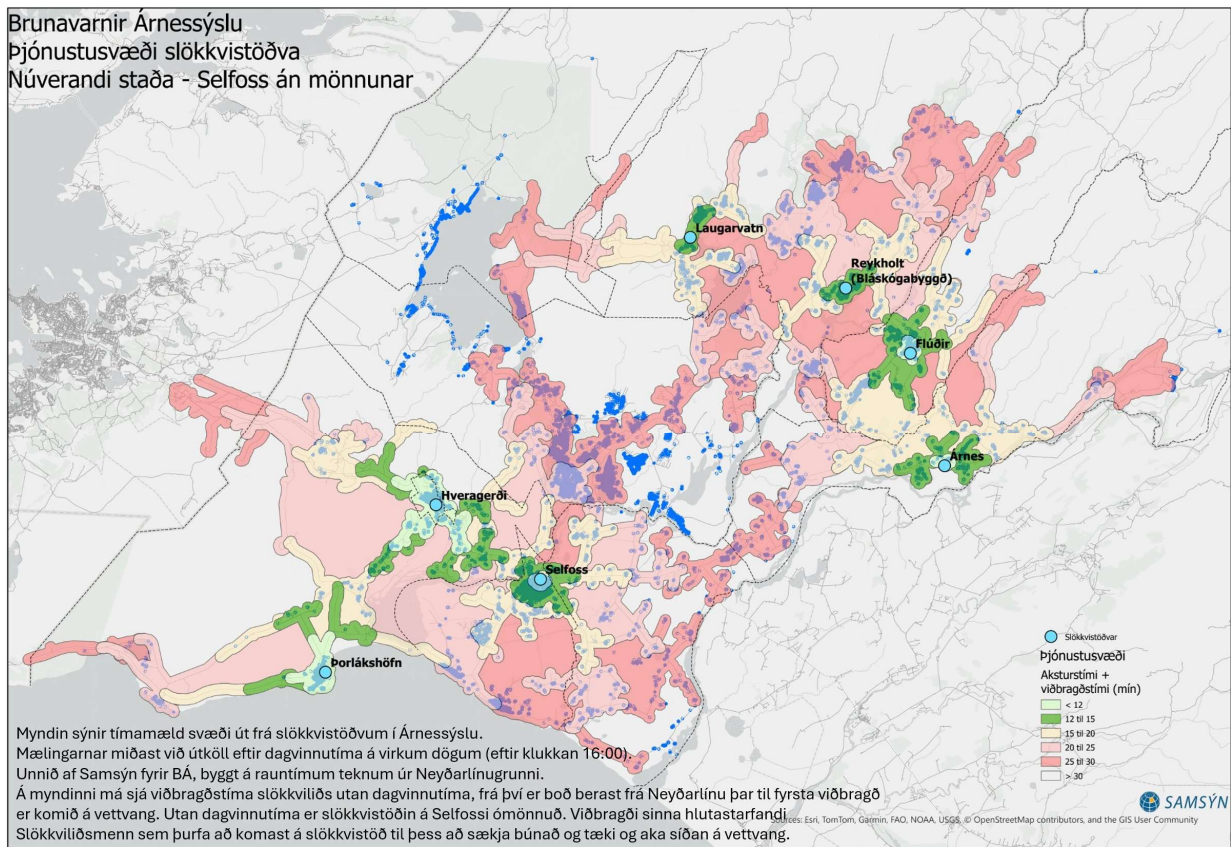 Brunavarnir Árnessýslu
Þjónustusvæði slökkvistöðva
Núverandi staða - Selfoss án mönnunar
Laugarvatn
Reykholt
(Bláskógabyggð)
Flúðir
Árnes
Hveragerði
Selfoss
Þorlákshöfn
Slökkvistöðvar
Þjónustusvæði
Aksturstími +
viðbragðstími (mín)
< 12
12 til 15
15 til 20
20 til 25
25 til 30
> 30
Myndin sýnir tímamæld svæði út frá slökkvistöðvum í Árnessýslu.
Mælingarnar miðast við útköll eftir dagvinnutíma á virkum dögum (eftir klukkan 16:00).
Unnið af Samsýn fyrir BÁ, byggt á rauntímum teknum úr Neyðarlínugrunni.
Á myndinni má sjá viðbragðstíma slökkviliðs utan dagvinnutíma, frá því er boð berast frá Neyðarlínu þar til fyrsta viðbragð
er komið á vettvang. Utan dagvinnutíma er slökkvistöðin á Selfossi ómönnuð. Viðbragði sinna hlutastarfandi
Slökkviliðsmenn sem þurfa að komast á slökkvistöð til þess að sækja búnað og tæki og aka síðan á vettvang.
SAMSÝN
Sources: Esri, TomTom, Garmin, FAO, NOAA, USGS, © OpenStreetMap contributors, and the GIS User Community